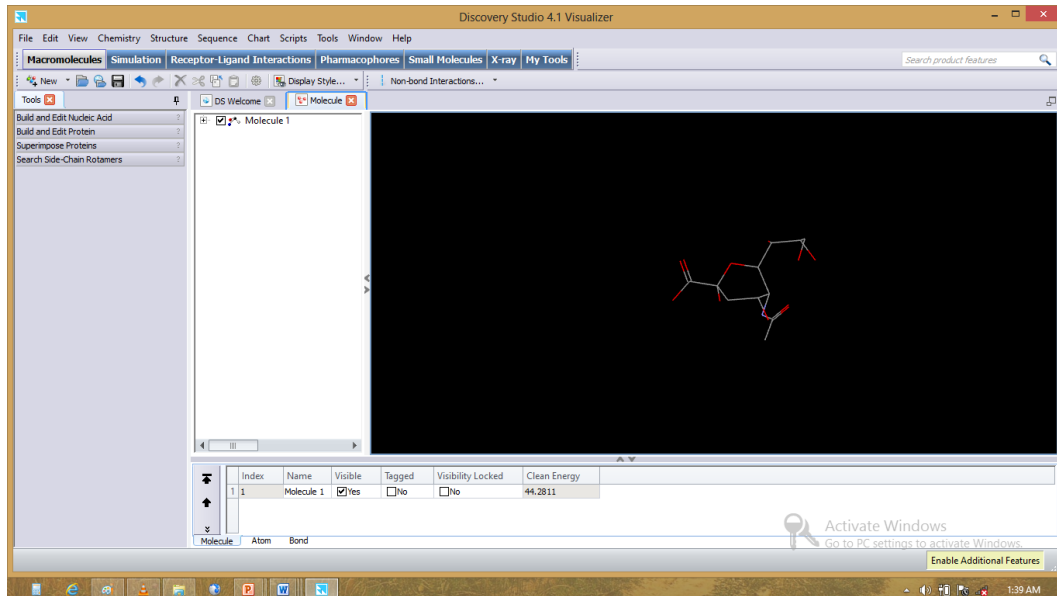 Discovery Studio 4.1 Visualizer
File Edit View Chemistry Structure Sequence Chart Scripts Tools Window Help
Macromolecules Simulation Receptor-Ligand Interactions Pharmacophores Small Molecules X-ray My Tools
Search product features
New Display Style... Non-bond Interactions...
Tools DS Welcome Molecule
Build and Edit Nucleic Acid ?
Build and Edit Protein ?
Superimpose Proteins ?
Search Side-Chain Rotamers ?
Molecule 1
Index Name Visible Tagged Visibility Locked Clean Energy
1 1 Molecule 1 Yes No No 44.2811
Molecule Atom Bond
Activate Windows
Go to PC settings to activate Windows.
Enable Additional Features
1:39 AM